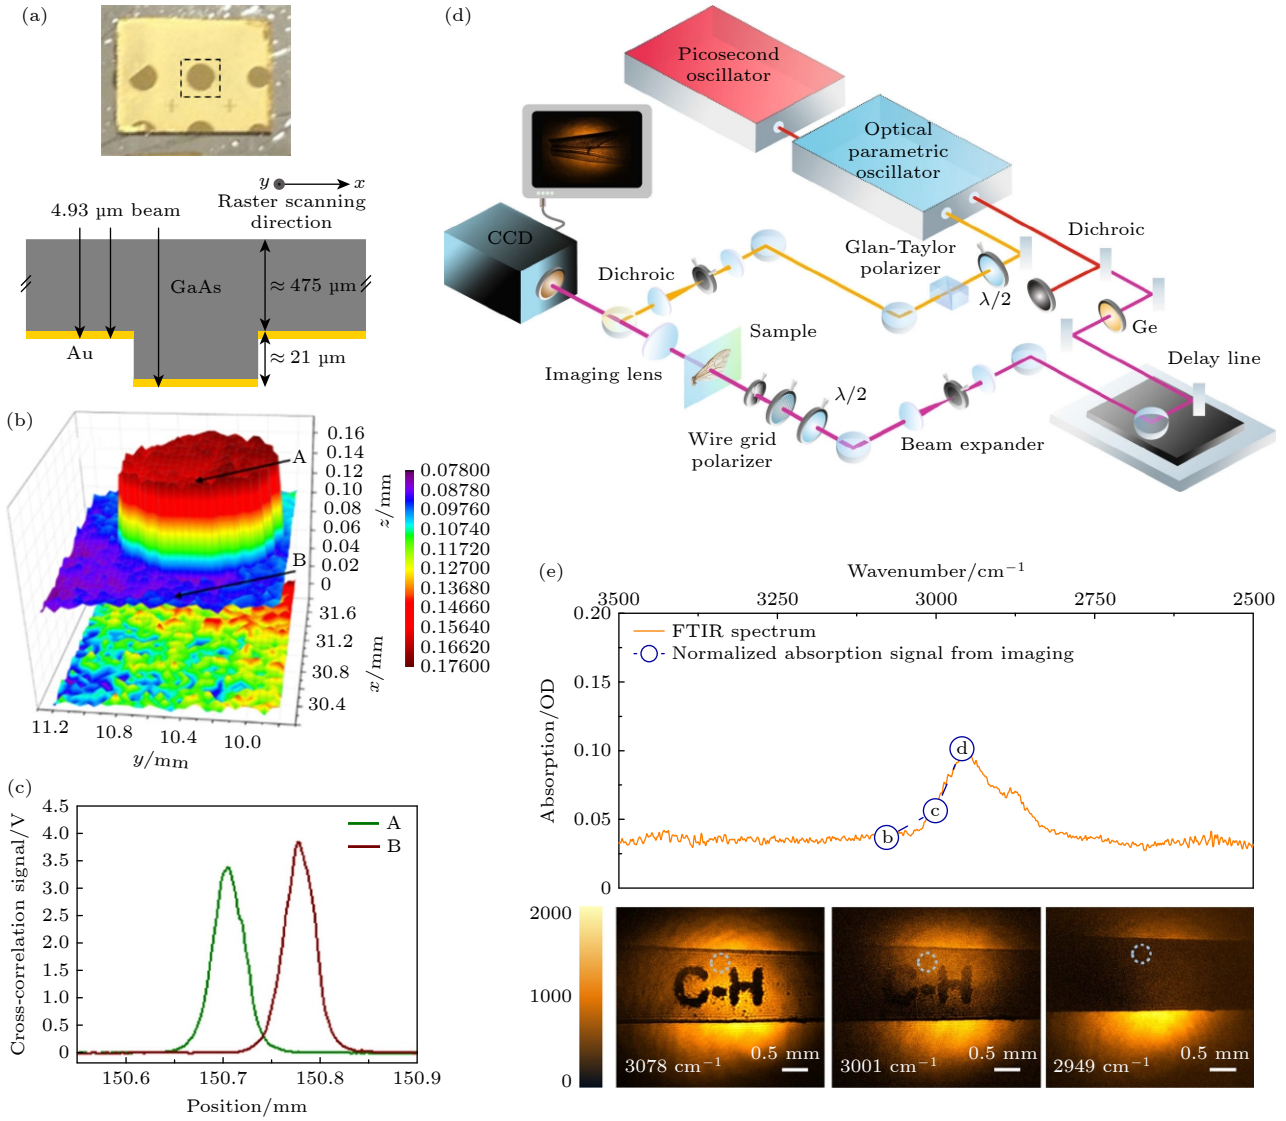 (a)
y
x
Raster scanning
direction
4.93 μm beam
GaAs
≈ 475 μm
Au
≈ 21 μm
(b)
A
B
0.16
0.14
0.12
0.10
0.08
0.06
0.04
0.02
0
z/mm
31.6
31.2
30.8
30.4
x/mm
11.2
10.8
10.4
10.0
y/mm
0.07800
0.08780
0.09760
0.10740
0.11720
0.12700
0.13680
0.14660
0.15640
0.16620
0.17600
(c)
Cross-correlation signal/V
4.5
4.0
3.5
3.0
2.5
2.0
1.5
1.0
0.5
0
A
B
150.6 150.7 150.8 150.9
Position/mm
(d)
Picosecond
oscillator
Optical
parametric
oscillator
CCD
Dichroic
Glan-Taylor
polarizer
λ/2
Dichroic
Ge
Delay line
Sample
Imaging lens
λ/2
Wire grid
polarizer
Beam expander
(e)
Wavenumber/cm⁻¹
3500 3250 3000 2750 2500
Absorption/OD
0.20
0.15
0.10
0.05
0
FTIR spectrum
Normalized absorption signal from imaging
b
c
d
2000
1000
0
C-H
3078 cm⁻¹
0.5 mm
C-H
3001 cm⁻¹
0.5 mm
2949 cm⁻¹
0.5 mm